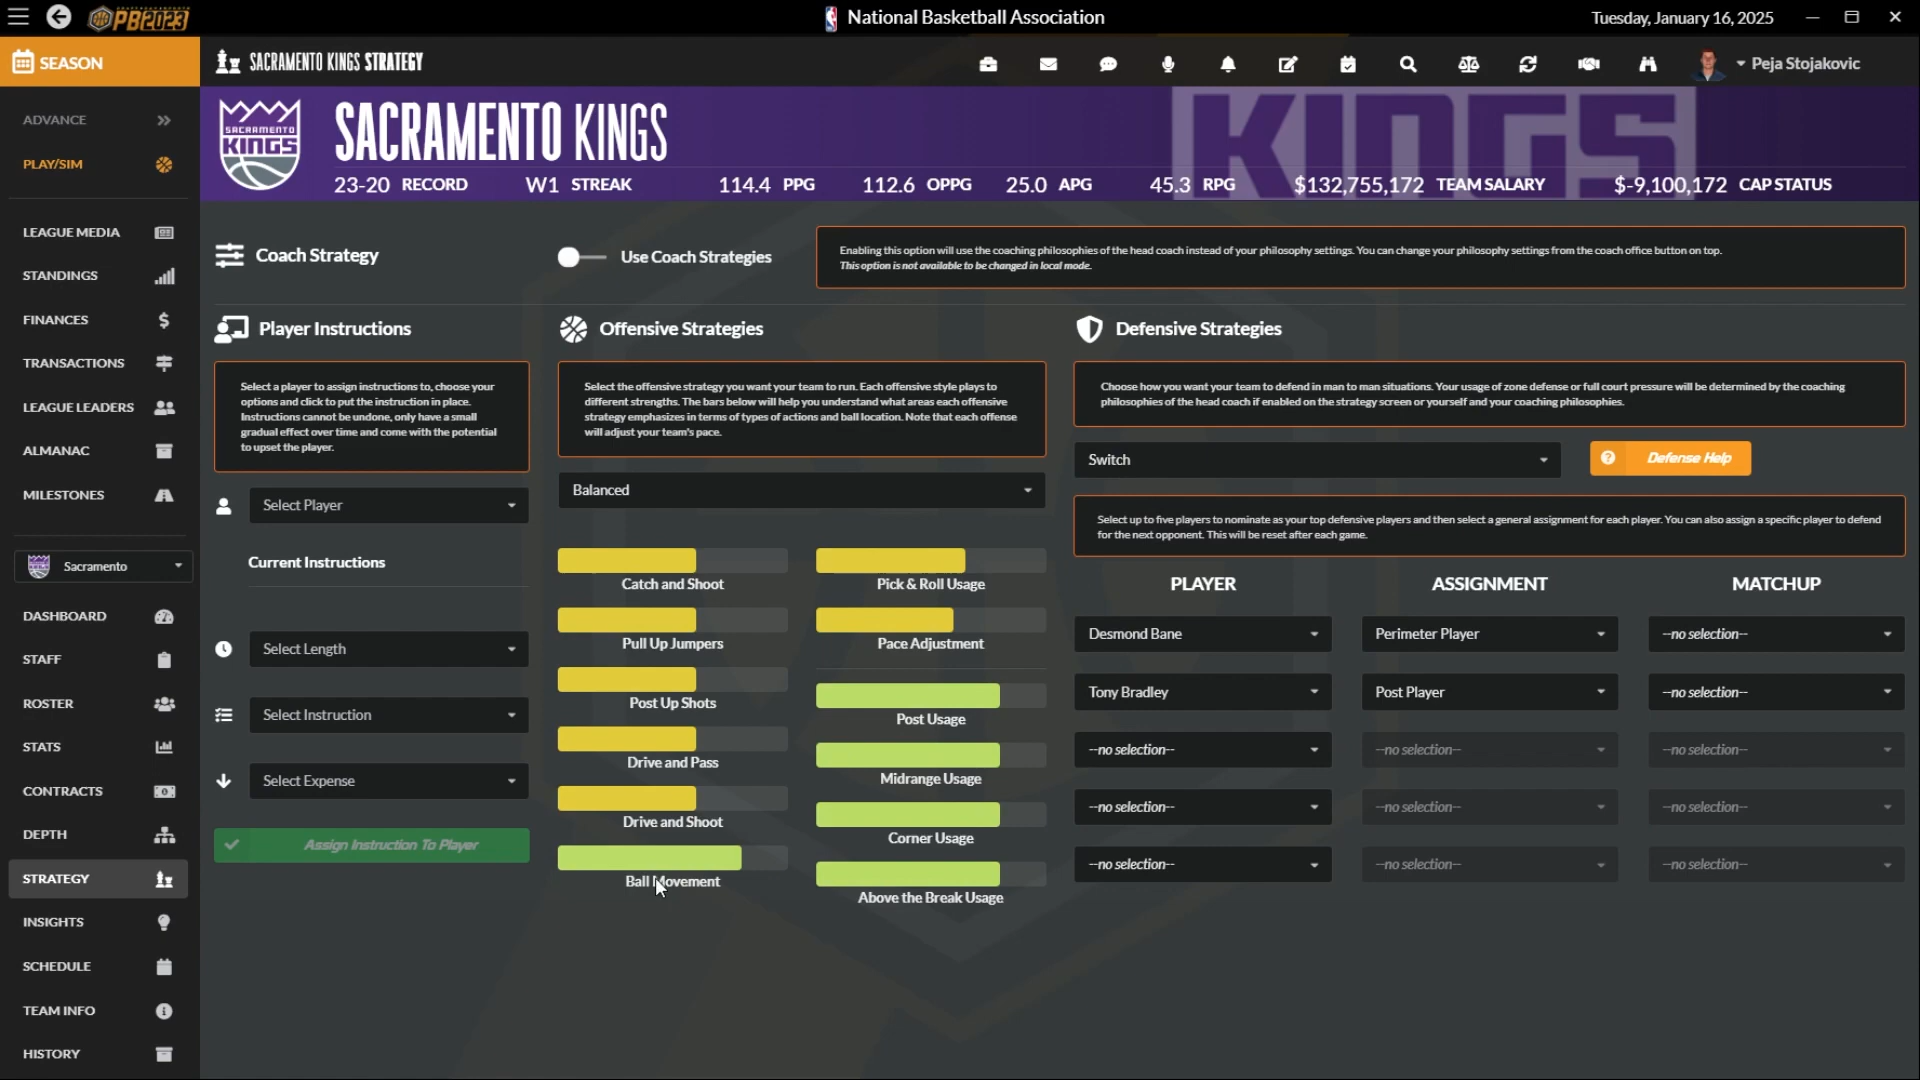 PB2023
National Basketball Association
Tuesday, January 16, 2025
SEASON
SACRAMENTO KINGS STRATEGY
Peja Stojakovic
SACRAMENTO KINGS
SACRAMENTO KINGS
KINGS
23-20 RECORD
W1 STREAK
114.4 PPG
112.6 OPPG
25.0 APG
45.3 RPG
$132,755,172 TEAM SALARY
$-9,100,172 CAP STATUS
ADVANCE
PLAY/SIM
LEAGUE MEDIA
STANDINGS
FINANCES
TRANSACTIONS
LEAGUE LEADERS
ALMANAC
MILESTONES
Sacramento
DASHBOARD
STAFF
ROSTER
STATS
CONTRACTS
DEPTH
STRATEGY
INSIGHTS
SCHEDULE
TEAM INFO
HISTORY
Coach Strategy
Use Coach Strategies
Enabling this option will use the coaching philosophies of the head coach instead of your philosophy settings. You can change your philosophy settings from the coach office button on top.
This option is not available to be changed in local mode.
Player Instructions
Select a player to assign instructions to, choose your
options and click to put the instruction in place.
Instructions cannot be undone, only have a small
gradual effect over time and come with the potential
to upset the player.
Select Player
Current Instructions
Select Length
Select Instruction
Select Expense
Assign Instruction To Player
Offensive Strategies
Select the offensive strategy you want your team to run. Each offensive style plays to
different strengths. The bars below will help you understand what areas each offensive
strategy emphasizes in terms of types of actions and ball location. Note that each offense
will adjust your team's pace.
Balanced
Catch and Shoot
Pull Up Jumpers
Post Up Shots
Drive and Pass
Drive and Shoot
Ball Movement
Pick & Roll Usage
Pace Adjustment
Post Usage
Midrange Usage
Corner Usage
Above the Break Usage
Defensive Strategies
Choose how you want your team to defend in man to man situations. Your usage of zone defense or full court pressure will be determined by the coaching
philosophies of the head coach if enabled on the strategy screen or yourself and your coaching philosophies.
Switch
Defense Help
Select up to five players to nominate as your top defensive players and then select a general assignment for each player. You can also assign a specific player to defend
for the next opponent. This will be reset after each game.
PLAYER ASSIGNMENT MATCHUP
Desmond Bane Perimeter Player --no selection--
Tony Bradley Post Player --no selection--
--no selection-- --no selection-- --no selection--
--no selection-- --no selection-- --no selection--
--no selection-- --no selection-- --no selection--